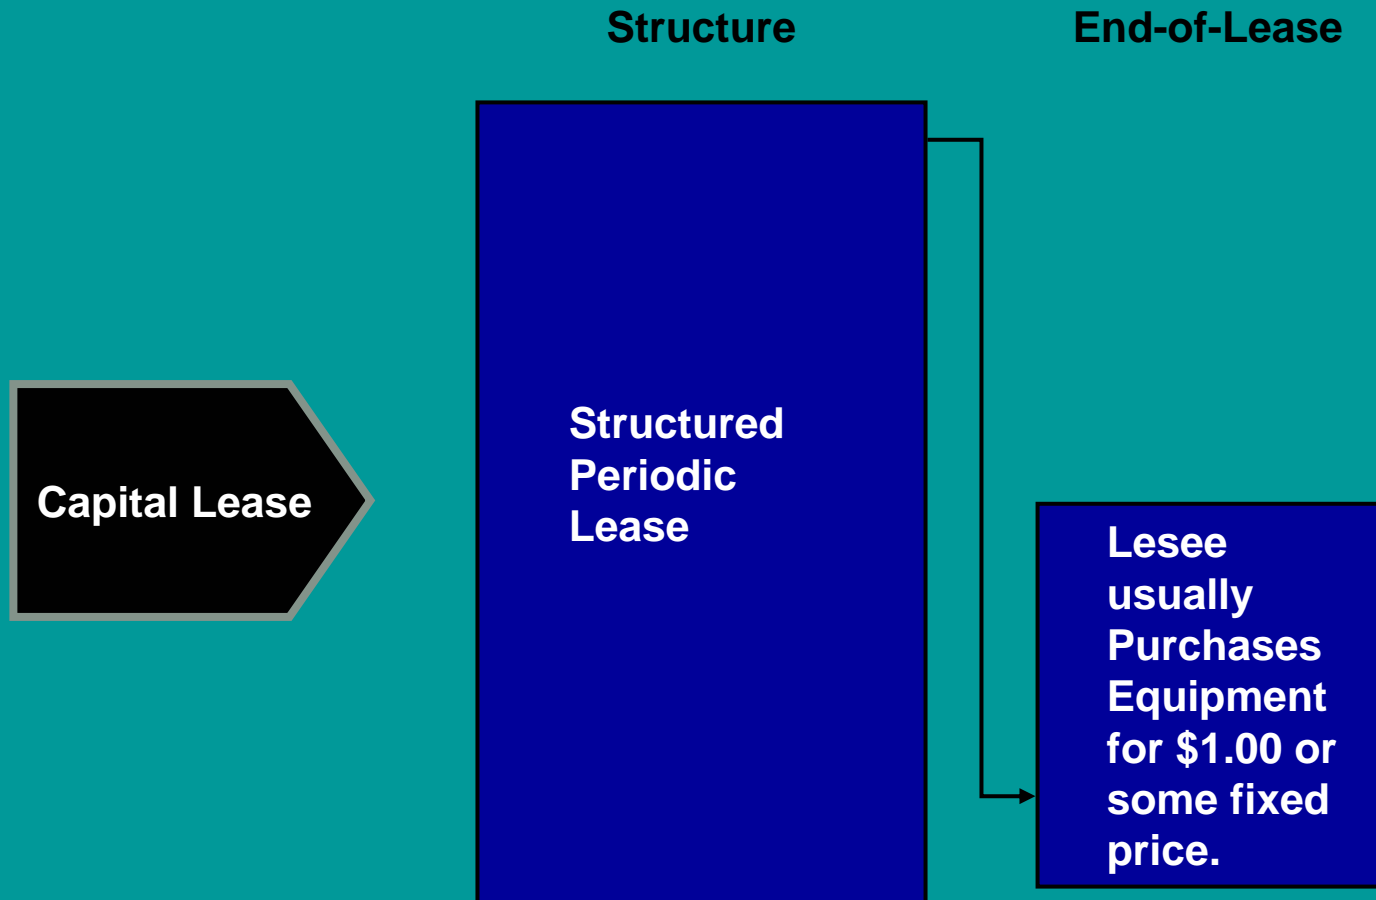 Structure
End-of-Lease
Capital Lease
Structured
Periodic
Lease
Lesee
usually
Purchases
Equipment
for $1.00 or
some fixed
price.